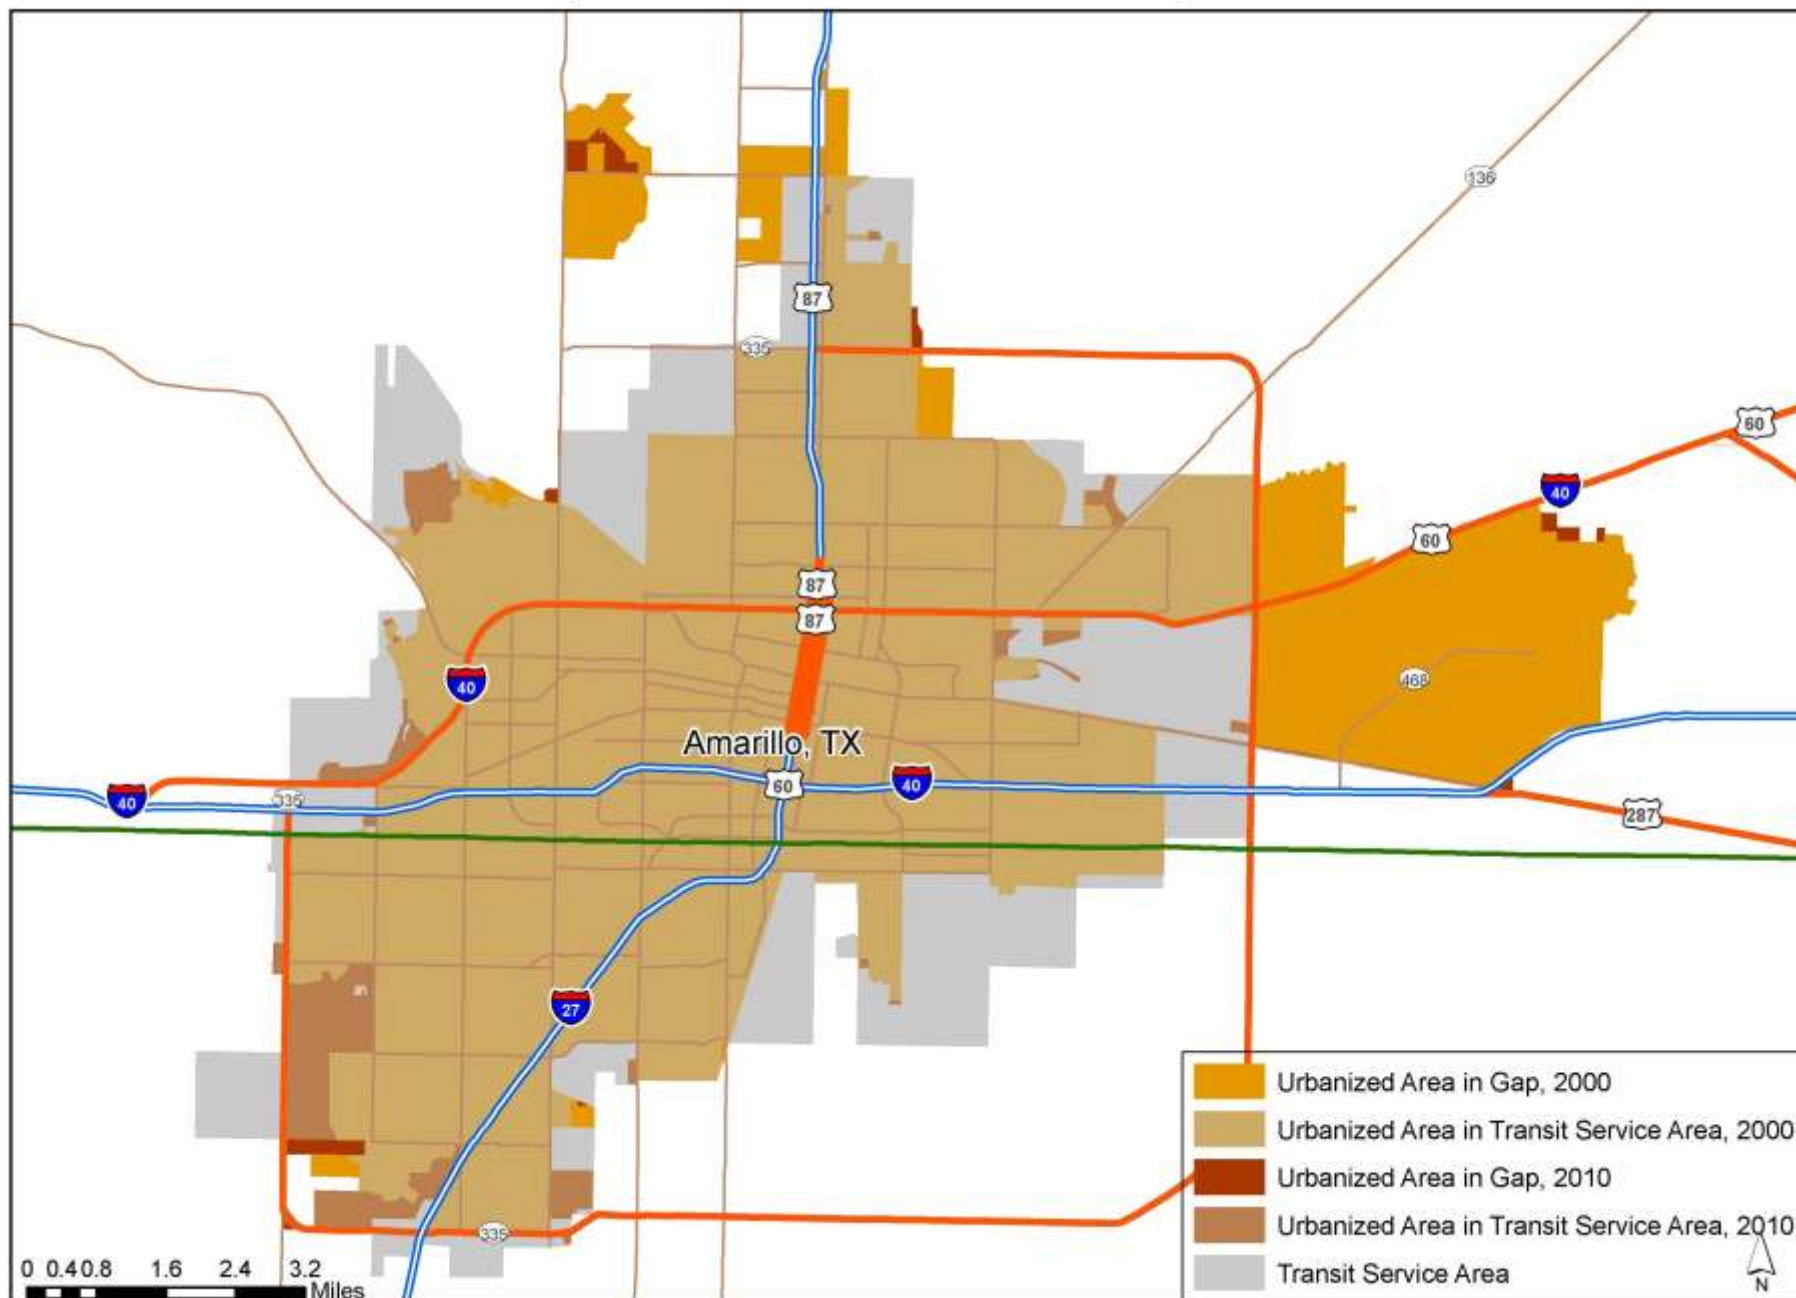 136
87
335
60
40
60
87
87
40
468
Amarillo, TX
60
40
40
335
287
27
335
Urbanized Area in Gap, 2000
Urbanized Area in Transit Service Area, 2000
Urbanized Area in Gap, 2010
Urbanized Area in Transit Service Area, 2010
Transit Service Area
0 0.4 0.8 1.6 2.4 3.2
Miles
N